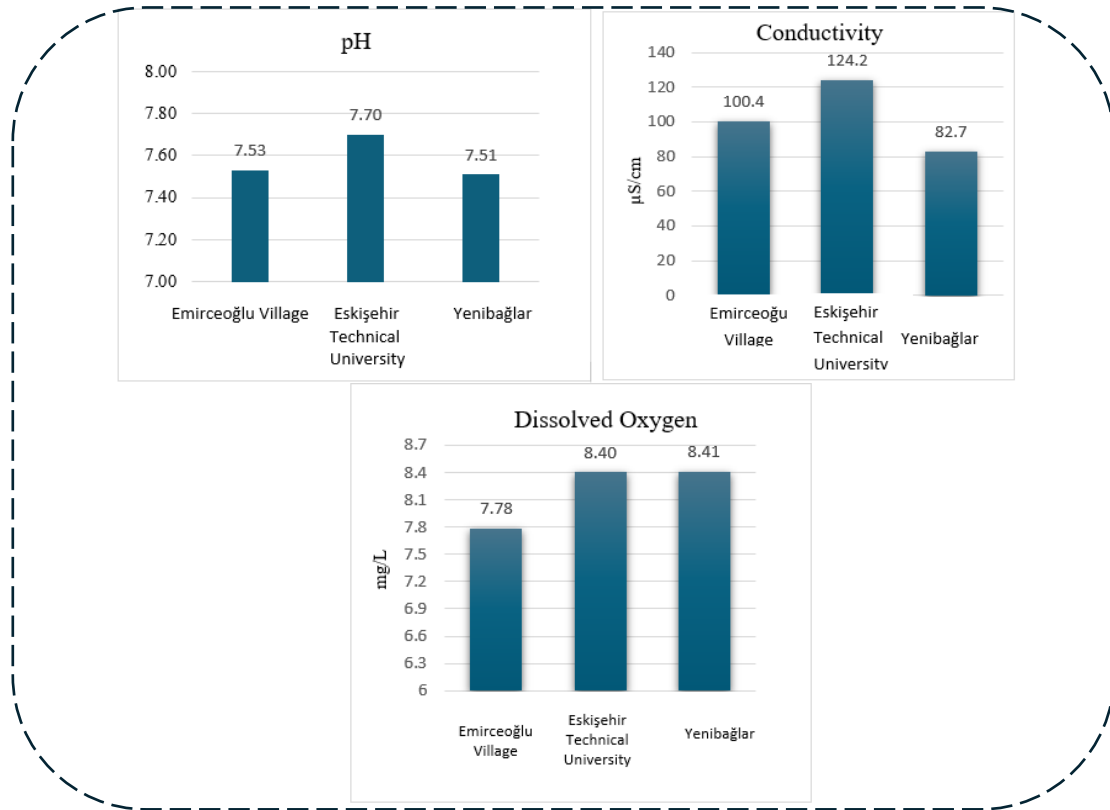 pH
8.00
7.80
7.60
7.40
7.20
7.00
7.53
7.70
7.51
Emirceoğlu Village
Eskişehir
Technical
University
Yenibağlar
Conductivity
µS/cm
140
120
100
80
60
40
20
0
100.4
124.2
82.7
Emirceoğu
Village
Eskişehir
Technical
University
Yenibağlar
Dissolved Oxygen
mg/L
8.7
8.4
8.1
7.8
7.5
7.2
6.9
6.6
6.3
6
7.78
8.40
8.41
Emirceoğlu
Village
Eskişehir
Technical
University
Yenibağlar